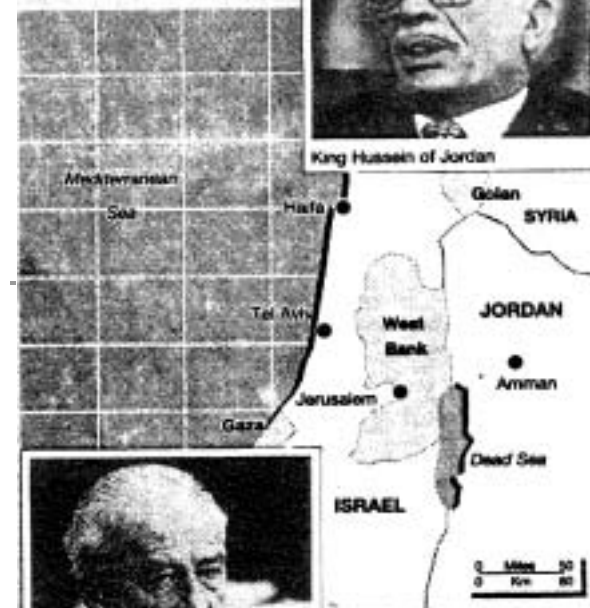 King Hussein of Jordan
Mediterranean
Sea
Golan
SYRIA
Haifa
JORDAN
Tel Aviv
West
Bank
Amman
Jerusalem
Gaza
Dead Sea
ISRAEL
0 Miles 50
0 Km 80